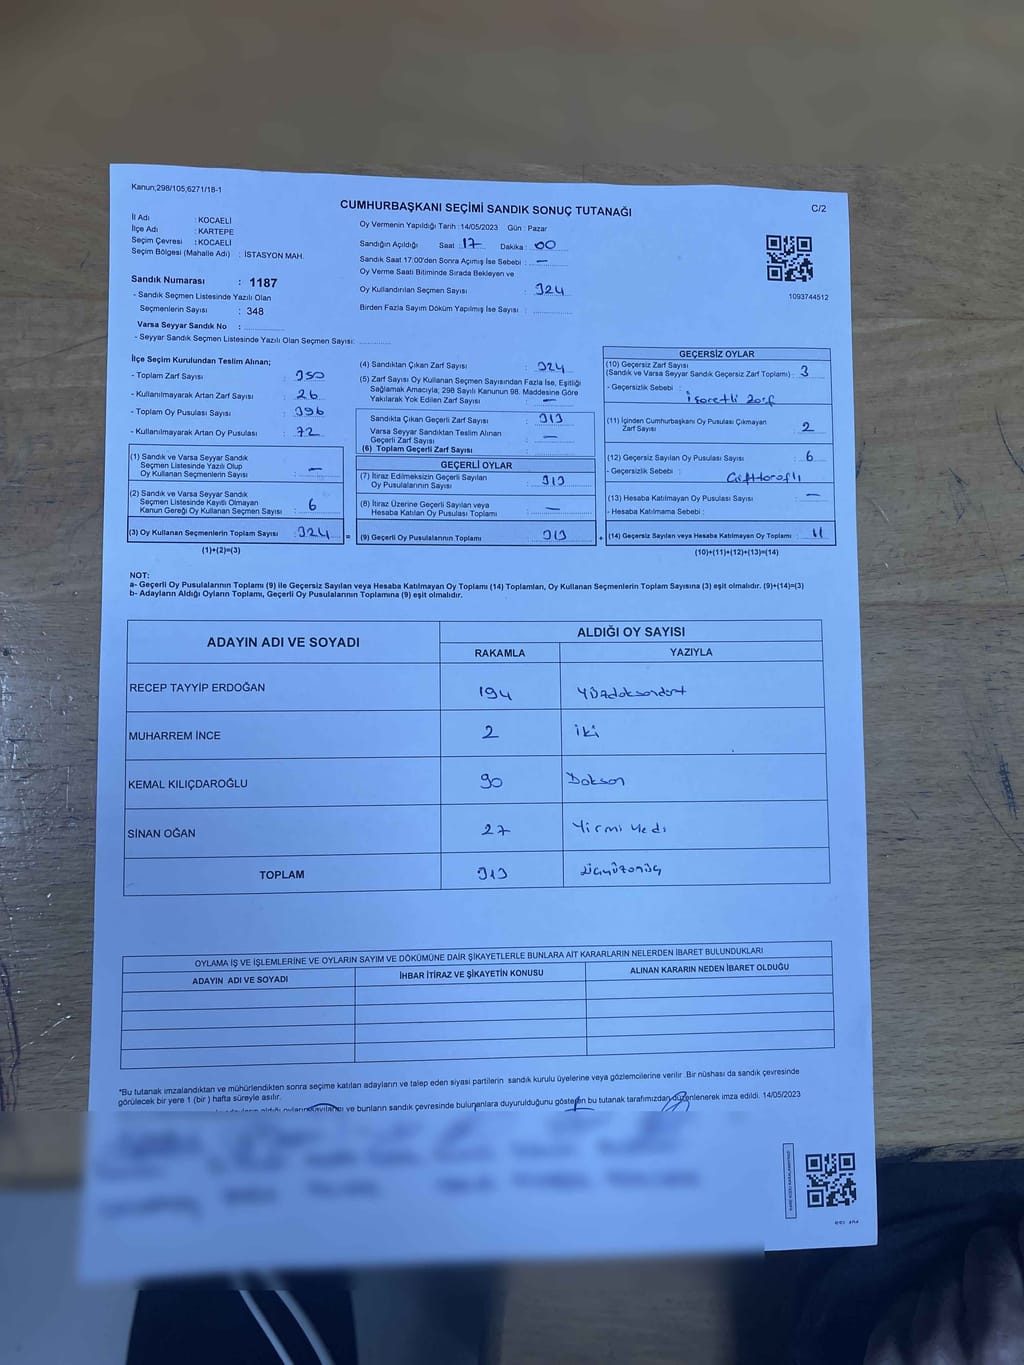 Kanun;298/105;6271/18-1
CUMHURBAŞKANI SEÇİMİ SANDIK SONUÇ TUTANAĞI
C/2
İl Adı : KOCAELİ
İlçe Adı : KARTEPE
Seçim Çevresi : KOCAELİ
Seçim Bölgesi (Mahalle Adı) : İSTASYON MAH.
Sandık Numarası : 1187
- Sandık Seçmen Listesinde Yazılı Olan
Seçmenlerin Sayısı : 348
Varsa Seyyar Sandık No :
- Seyyar Sandık Seçmen Listesinde Yazılı Olan Seçmen Sayısı:
Oy Vermenin Yapıldığı Tarih :14/05/2023 Gün : Pazar
Sandığın Açıldığı Saat : 17 Dakika : 00
Sandık Saat 17:00'den Sonra Açımış İse Sebebi : —
Oy Verme Saati Bitiminde Sırada Bekleyen ve
Oy Kullandırılan Seçmen Sayısı : 324
Birden Fazla Sayım Döküm Yapılmış İse Sayısı :
1093744512
İlçe Seçim Kurulundan Teslim Alınan;
- Toplam Zarf Sayısı : 350
- Kullanılmayarak Artan Zarf Sayısı : 26
- Toplam Oy Pusulası Sayısı : 396
- Kullanılmayarak Artan Oy Pusulası : 72
(1) Sandık ve Varsa Seyyar Sandık
Seçmen Listesinde Yazılı Olup
Oy Kullanan Seçmenlerin Sayısı : —
(2) Sandık ve Varsa Seyyar Sandık
Seçmen Listesinde Kayıtlı Olmayan
Kanun Gereği Oy Kullanan Seçmen Sayısı : 6
(3) Oy Kullanan Seçmenlerin Toplam Sayısı : 324 =
(1)+(2)=(3)
(4) Sandıktan Çıkan Zarf Sayısı : 324
(5) Zarf Sayısı Oy Kullanan Seçmen Sayısından Fazla İse, Eşitliği
Sağlamak Amacıyla; 298 Sayılı Kanunun 98. Maddesine Göre
Yakılarak Yok Edilen Zarf Sayısı : —
Sandıkta Çıkan Geçerli Zarf Sayısı : 313
Varsa Seyyar Sandıktan Teslim Alınan
Geçerli Zarf Sayısı : —
(6) Toplam Geçerli Zarf Sayısı :
GEÇERLİ OYLAR
(7) İtiraz Edilmeksizin Geçerli Sayılan
Oy Pusulalarının Sayısı : 313
(8) İtiraz Üzerine Geçerli Sayılan veya
Hesaba Katılan Oy Pusulası Toplamı : —
(9) Geçerli Oy Pusulalarının Toplamı : 313 +
GEÇERSİZ OYLAR
(10) Geçersiz Zarf Sayısı
(Sandık ve Varsa Seyyar Sandık Geçersiz Zarf Toplamı) : 3
- Geçersizlik Sebebi :
İşaretli Zarf
(11) İçinden Cumhurbaşkanı Oy Pusulası Çıkmayan
Zarf Sayısı : 2
(12) Geçersiz Sayılan Oy Pusulası Sayısı : 6
- Geçersizlik Sebebi :
(13) Hesaba Katılmayan Oy Pusulası Sayısı : —
- Hesaba Katılmama Sebebi :
(14) Geçersiz Sayılan veya Hesaba Katılmayan Oy Toplamı : 11
(10)+(11)+(12)+(13)=(14)
NOT:
a- Geçerli Oy Pusulalarının Toplamı (9) ile Geçersiz Sayılan veya Hesaba Katılmayan Oy Toplamı (14) Toplamları, Oy Kullanan Seçmenlerin Toplam Sayısına (3) eşit olmalıdır. (9)+(14)=(3)
b- Adayların Aldığı Oyların Toplamı, Geçerli Oy Pusulalarının Toplamına (9) eşit olmalıdır.
ADAYIN ADI VE SOYADI
ALDIĞI OY SAYISI
RAKAMLA YAZIYLA
RECEP TAYYİP ERDOĞAN 194 Yüzdoksandört
MUHARREM İNCE 2 İki
KEMAL KILIÇDAROĞLU 90 Doksan
SİNAN OĞAN 27 Yirmi Yedi
TOPLAM 313 Üçyüzonüç
OYLAMA İŞ VE İŞLEMLERİNE VE OYLARIN SAYIM VE DÖKÜMÜNE DAİR ŞİKAYETLERLE BUNLARA AİT KARARLARIN NELERDEN İBARET BULUNDUKLARI
ADAYIN ADI VE SOYADI
İHBAR İTİRAZ VE ŞİKAYETİN KONUSU
ALINAN KARARIN NEDEN İBARET OLDUĞU
*Bu tutanak imzalandıktan ve mühürlendikten sonra seçime katılan adayların ve talep eden siyasi partilerin sandık kurulu üyelerine veya gözlemcilerine verilir .Bir nüshası da sandık çevresinde
görülecek bir yere 1 (bir ) hafta süreyle asılır.
ve bunların sandık çevresinde bulunanlara duyurulduğunu gösteren bu tutanak tarafımızdan düzenlenerek imza edildi. 14/05/2023